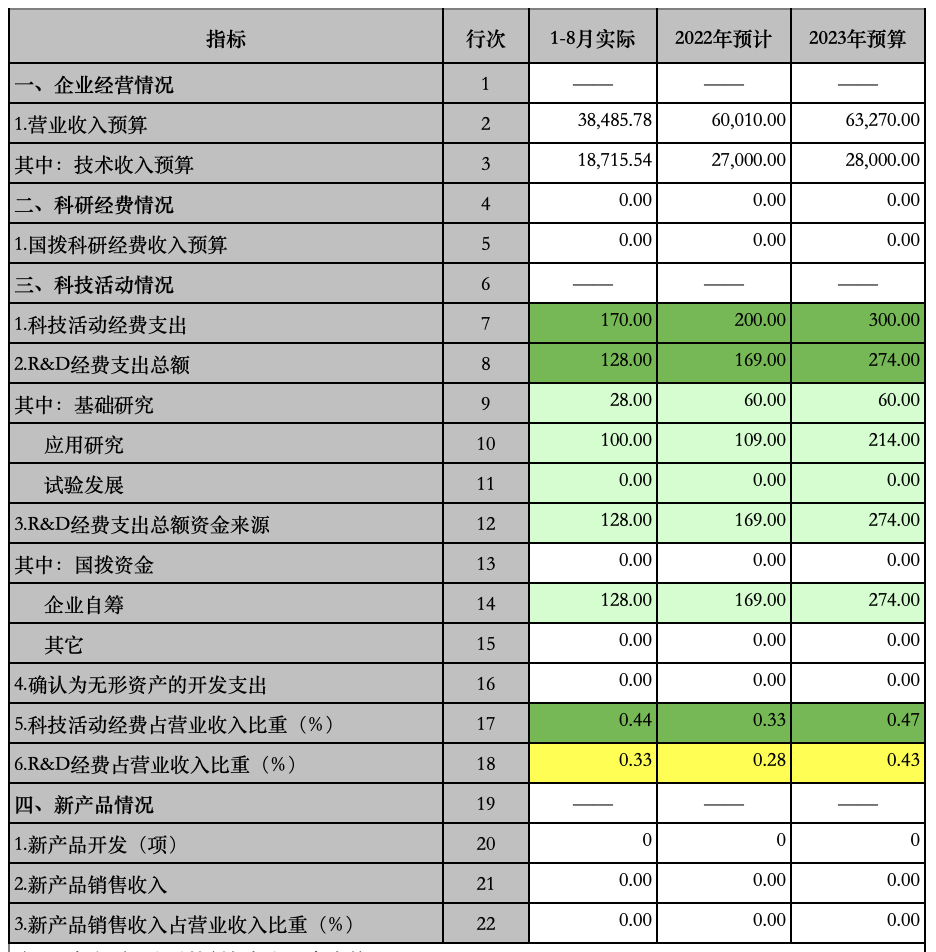 指标 行次 1-8月实际 2022年预计 2023年预算
一、企业经营情况 1 —— —— ——
1.营业收入预算 2 38,485.78 60,010.00 63,270.00
其中：技术收入预算 3 18,715.54 27,000.00 28,000.00
二、科研经费情况 4 0.00 0.00 0.00
1.国拨科研经费收入预算 5 0.00 0.00 0.00
三、科技活动情况 6 —— —— ——
1.科技活动经费支出 7 170.00 200.00 300.00
2.R&D经费支出总额 8 128.00 169.00 274.00
其中：基础研究 9 28.00 60.00 60.00
应用研究 10 100.00 109.00 214.00
试验发展 11 0.00 0.00 0.00
3.R&D经费支出总额资金来源 12 128.00 169.00 274.00
其中：国拨资金 13 0.00 0.00 0.00
企业自筹 14 128.00 169.00 274.00
其它 15 0.00 0.00 0.00
4.确认为无形资产的开发支出 16 0.00 0.00 0.00
5.科技活动经费占营业收入比重（%） 17 0.44 0.33 0.47
6.R&D经费占营业收入比重（%） 18 0.33 0.28 0.43
四、新产品情况 19 —— —— ——
1.新产品开发（项） 20 0 0 0
2.新产品销售收入 21 0.00 0.00 0.00
3.新产品销售收入占营业收入比重（%） 22 0.00 0.00 0.00